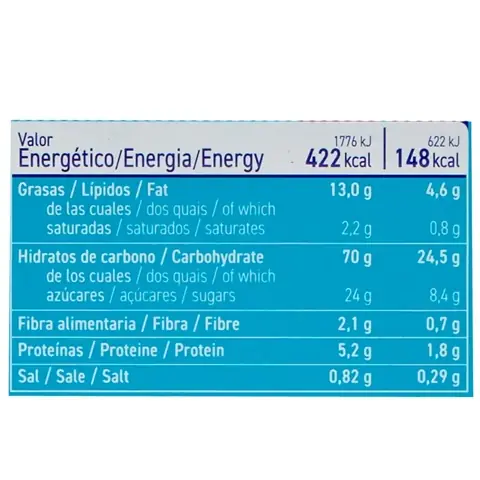 Valor 1776 kJ 622 kJ
Energético/Energia/Energy 422 kcal 148 kcal
Grasas / Lípidos / Fat 13,0 g 4,6 g
de las cuales / dos quais / of which
saturadas / saturados / saturates 2,2 g 0,8 g
Hidratos de carbono / Carbohydrate 70 g 24,5 g
de los cuales / dos quais / of which
azúcares / açúcares / sugars 24 g 8,4 g
Fibra alimentaria / Fibra / Fibre 2,1 g 0,7 g
Proteínas / Proteine / Protein 5,2 g 1,8 g
Sal / Sale / Salt 0,82 g 0,29 g